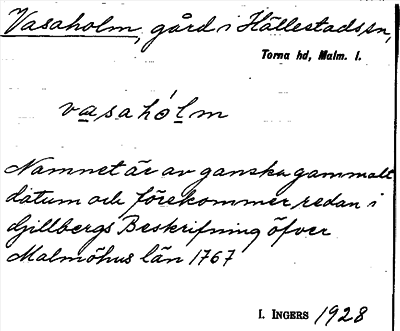 Vasaholm, gård i Hällestads sn,
Torna hd, Malm. l.
vasahólm
Namnet är av ganska gammalt
datum och förekommer redan i
Gillbergs Beskrifning öfver
Malmöhus län 1767
I. INGERS 1928